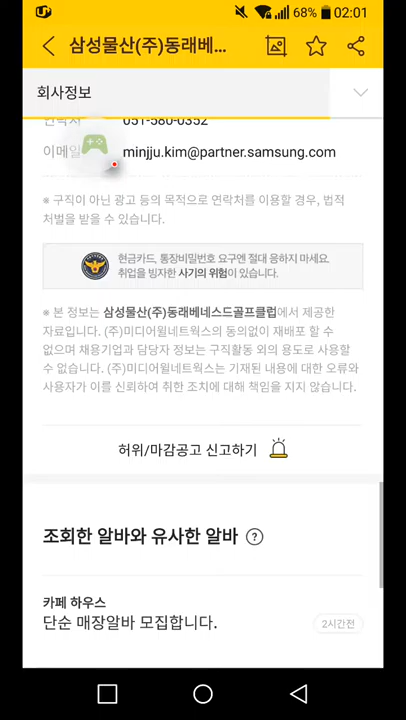 68% 02:01
삼성물산(주)동래베...
회사정보
연락처 051-580-0352
이메일 minjju.kim@partner.samsung.com
※ 구직이 아닌 광고 등의 목적으로 연락처를 이용할 경우, 법적
처벌을 받을 수 있습니다.
현금카드, 통장비밀번호 요구엔 절대 응하지 마세요.
취업을 빙자한 사기의 위험이 있습니다.
※ 본 정보는 삼성물산(주)동래베네스드골프클럽에서 제공한
자료입니다. (주)미디어윌네트웍스의 동의없이 재배포 할 수
없으며 채용기업과 담당자 정보는 구직활동 외의 용도로 사용할
수 없습니다. (주)미디어윌네트웍스는 기재된 내용에 대한 오류와
사용자가 이를 신뢰하여 취한 조치에 대해 책임을 지지 않습니다.
허위/마감공고 신고하기
조회한 알바와 유사한 알바 ?
카페 하우스
단순 매장알바 모집합니다.
2시간전